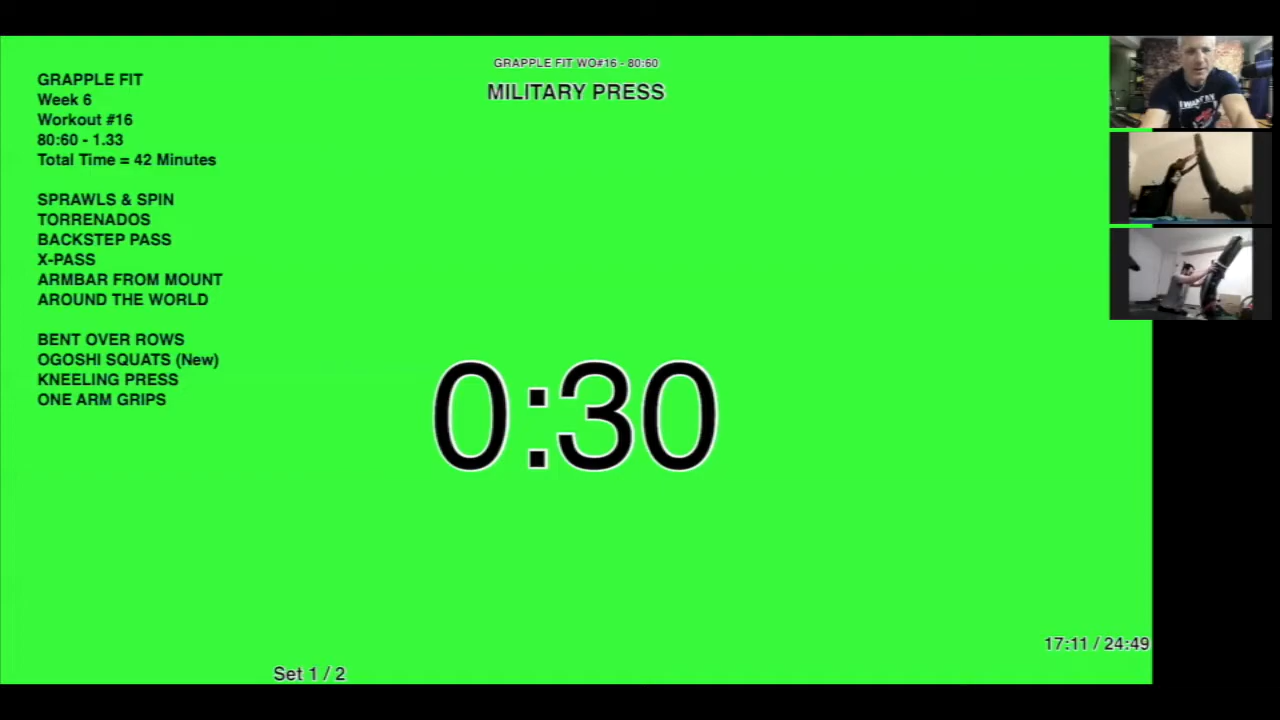 GRAPPLE FIT
Week 6
Workout #16
80:60 - 1.33
Total Time = 42 Minutes
SPRAWLS & SPIN
TORRENADOS
BACKSTEP PASS
X-PASS
ARMBAR FROM MOUNT
AROUND THE WORLD
BENT OVER ROWS
OGOSHI SQUATS (New)
KNEELING PRESS
ONE ARM GRIPS
GRAPPLE FIT WO#16 - 80:60
MILITARY PRESS
0:30
17:11 / 24:49
Set 1 / 2